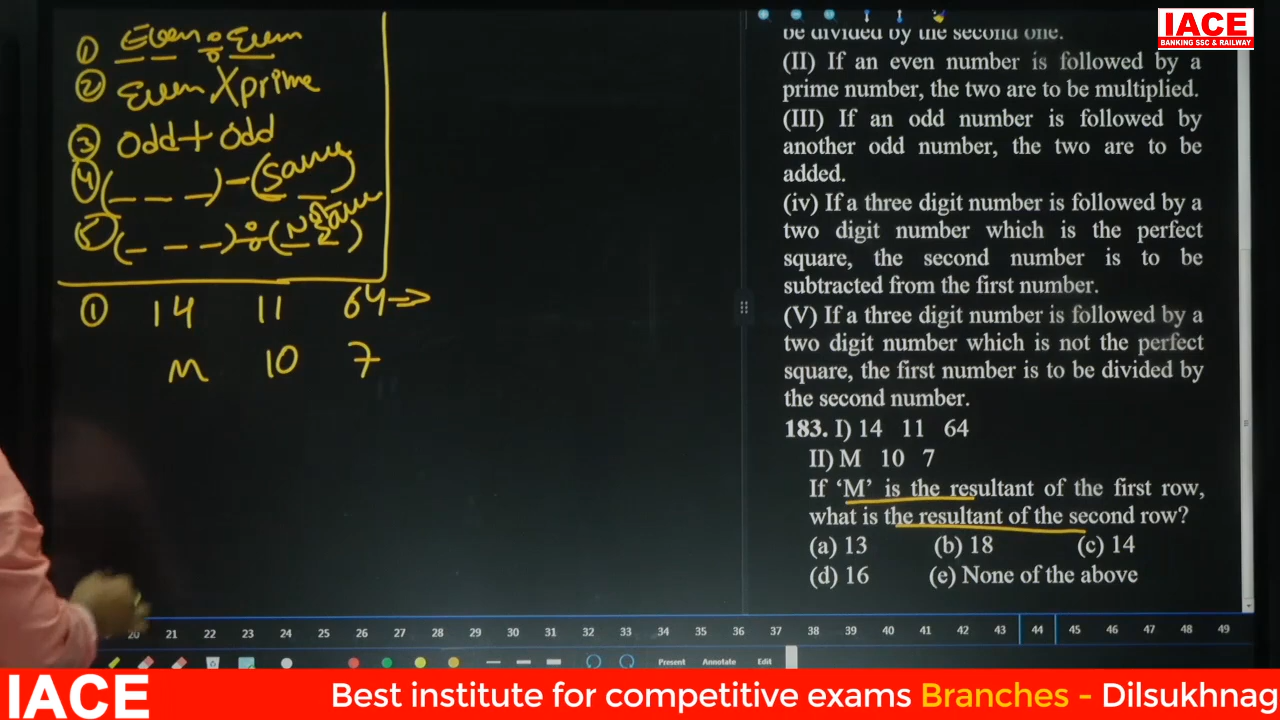 ① Even ÷ Even
② Even X prime
③ Odd + Odd
④ (_ _ _) - (Same _ _)
⑤ (_ _ _) ÷ (Not Same _ _)
① 14 11 64 →
M 10 7
IACE
BANKING SSC & RAILWAY
be divided by the second one.
(II) If an even number is followed by a
prime number, the two are to be multiplied.
(III) If an odd number is followed by
another odd number, the two are to be
added.
(iv) If a three digit number is followed by a
two digit number which is the perfect
square, the second number is to be
subtracted from the first number.
(V) If a three digit number is followed by a
two digit number which is not the perfect
square, the first number is to be divided by
the second number.
183. I) 14 11 64
II) M 10 7
If ‘M’ is the resultant of the first row,
what is the resultant of the second row?
(a) 13 (b) 18 (c) 14
(d) 16 (e) None of the above
20 21 22 23 24 25 26 27 28 29 30 31 32 33 34 35 36 37 38 39 40 41 42 43 44 45 46 47 48 49
Present Annotate Edit
IACE Best institute for competitive exams Branches - Dilsukhnag